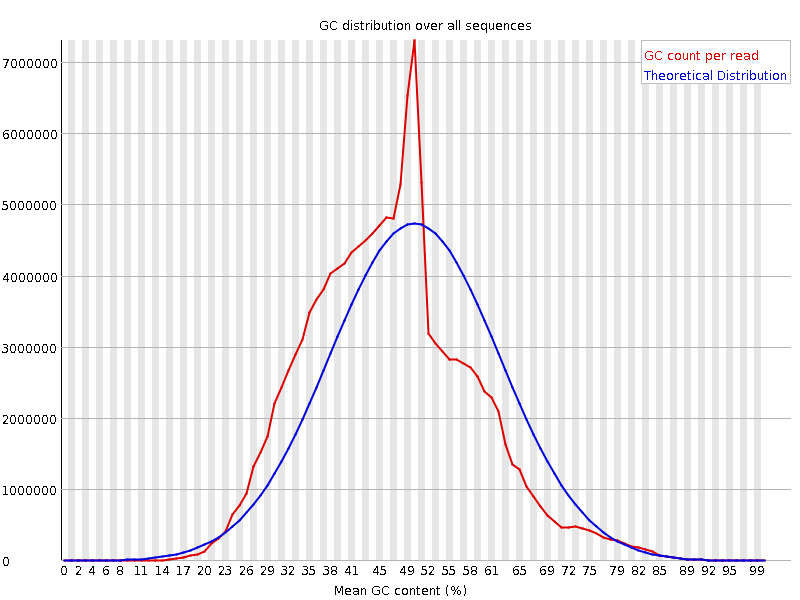 GC distribution over all sequences
GC count per read
Theoretical Distribution
7000000
6000000
5000000
4000000
3000000
2000000
1000000
0
0 2 4 6 8 11 14 17 20 23 26 29 32 35 38 41 45 49 52 55 58 61 65 69 72 75 79 82 85 89 92 95 99
Mean GC content (%)